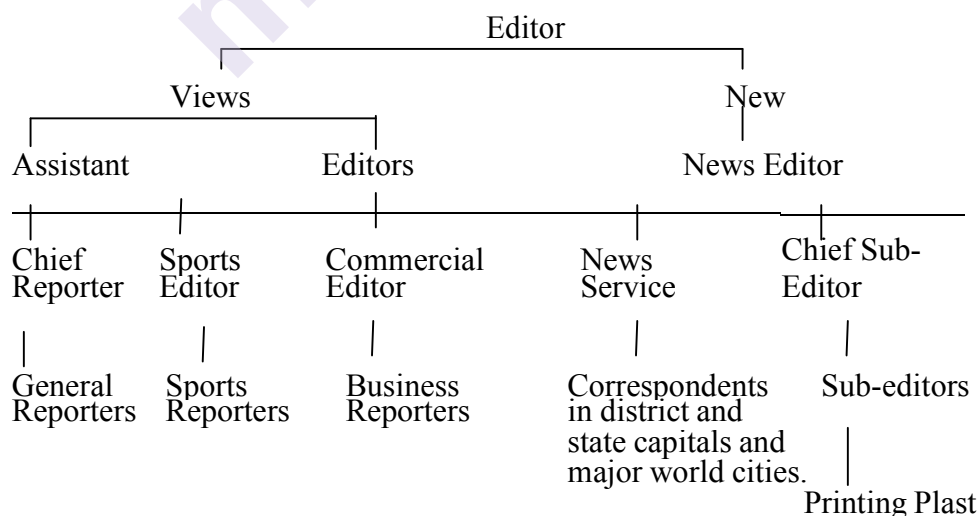 Editor
Views New
Assistant Editors News Editor
Chief Sports Commercial News Chief Sub-
Reporter Editor Editor Service Editor
General Sports Business Correspondents Sub-editors
Reporters Reporters Reporters in district and
state capitals and
major world cities.
Printing Plast